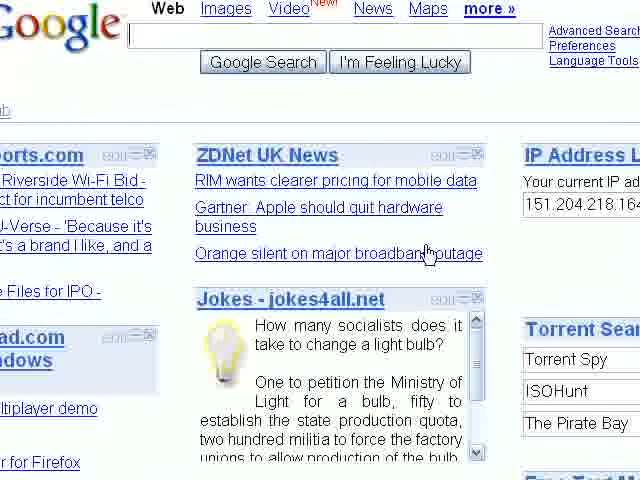 Google
Web Images Video New! News Maps more »
Advanced Search
Preferences
Language Tools
Google Search I'm Feeling Lucky
ports.com
Riverside Wi-Fi Bid -
ct for incumbent telco
U-Verse - 'Because it's
t's a brand I like, and a
e Files for IPO -
ad.com
ndows
ltiplayer demo
r for Firefox
ZDNet UK News edit
RIM wants clearer pricing for mobile data
Gartner: Apple should quit hardware
business
Orange silent on major broadband outage
Jokes - jokes4all.net edit
How many socialists does it
take to change a light bulb?
One to petition the Ministry of
Light for a bulb, fifty to
establish the state production quota,
two hundred militia to force the factory
unions to allow production of the bulb,
IP Address L
Your current IP ad
151.204.218.164
Torrent Sear
Torrent Spy
ISOHunt
The Pirate Bay